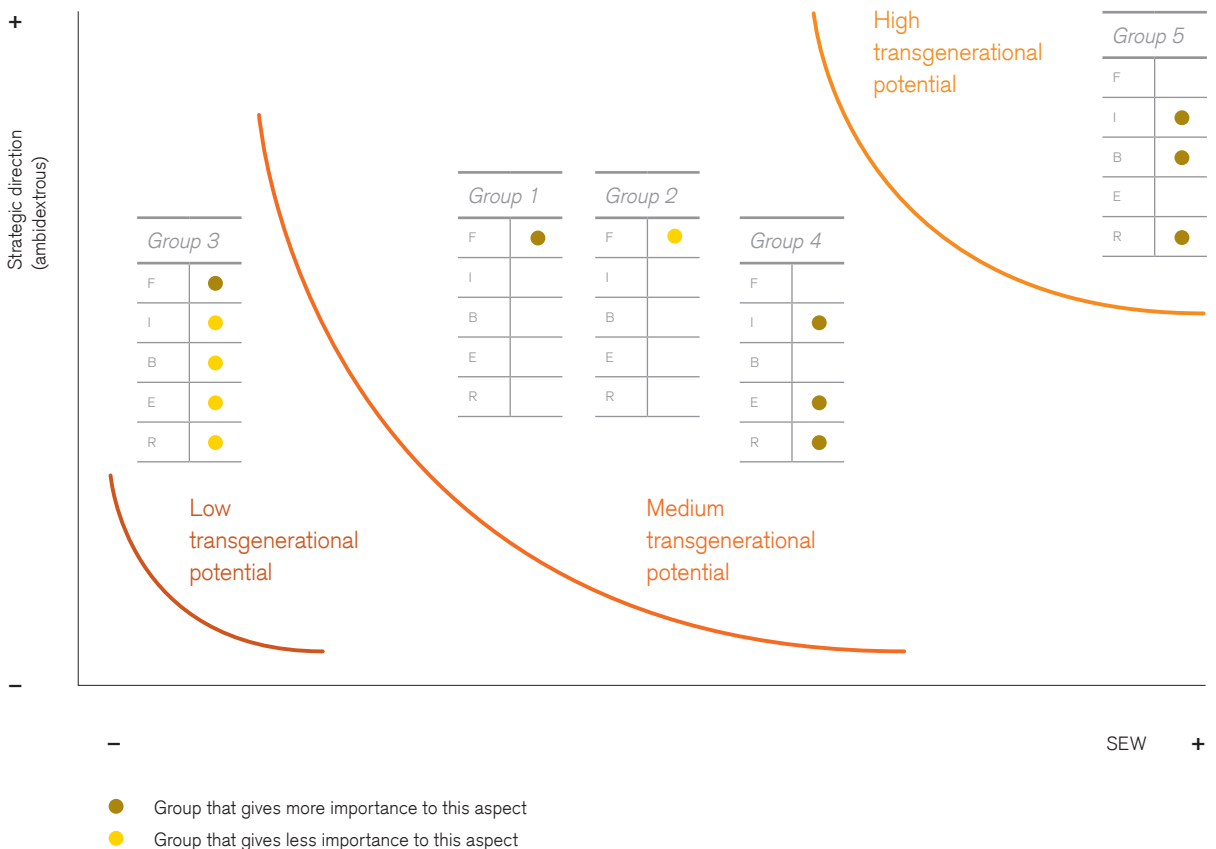 +
Strategic direction
(ambidextrous)
–
High
transgenerational
potential
Group 5
F
I
B
E
R
Group 1
F
I
B
E
R
Group 2
F
I
B
E
R
Group 3
F
I
B
E
R
Group 4
F
I
B
E
R
Low
transgenerational
potential
Medium
transgenerational
potential
–
SEW +
Group that gives more importance to this aspect
Group that gives less importance to this aspect